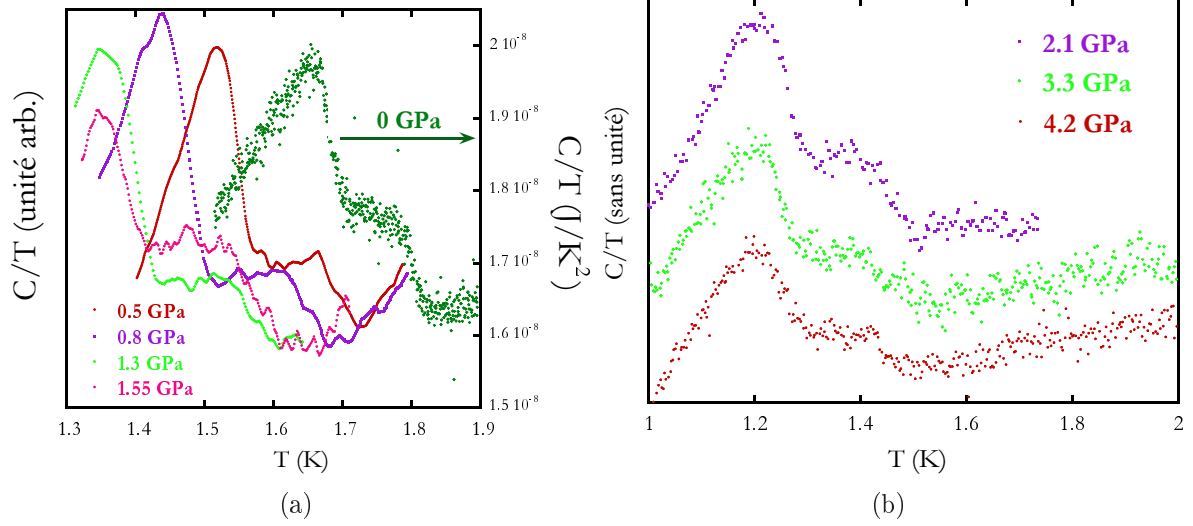 C/T (unité arb.)
2 10⁻⁸
1.9 10⁻⁸
1.8 10⁻⁸
1.7 10⁻⁸
1.6 10⁻⁸
1.5 10⁻⁸
C/T (J/K²)
0 GPa
0.5 GPa
0.8 GPa
1.3 GPa
1.55 GPa
1.3 1.4 1.5 1.6 1.7 1.8 1.9
T (K)
(a)
C/T (sans unité)
2.1 GPa
3.3 GPa
4.2 GPa
1 1.2 1.4 1.6 1.8 2
T (K)
(b)